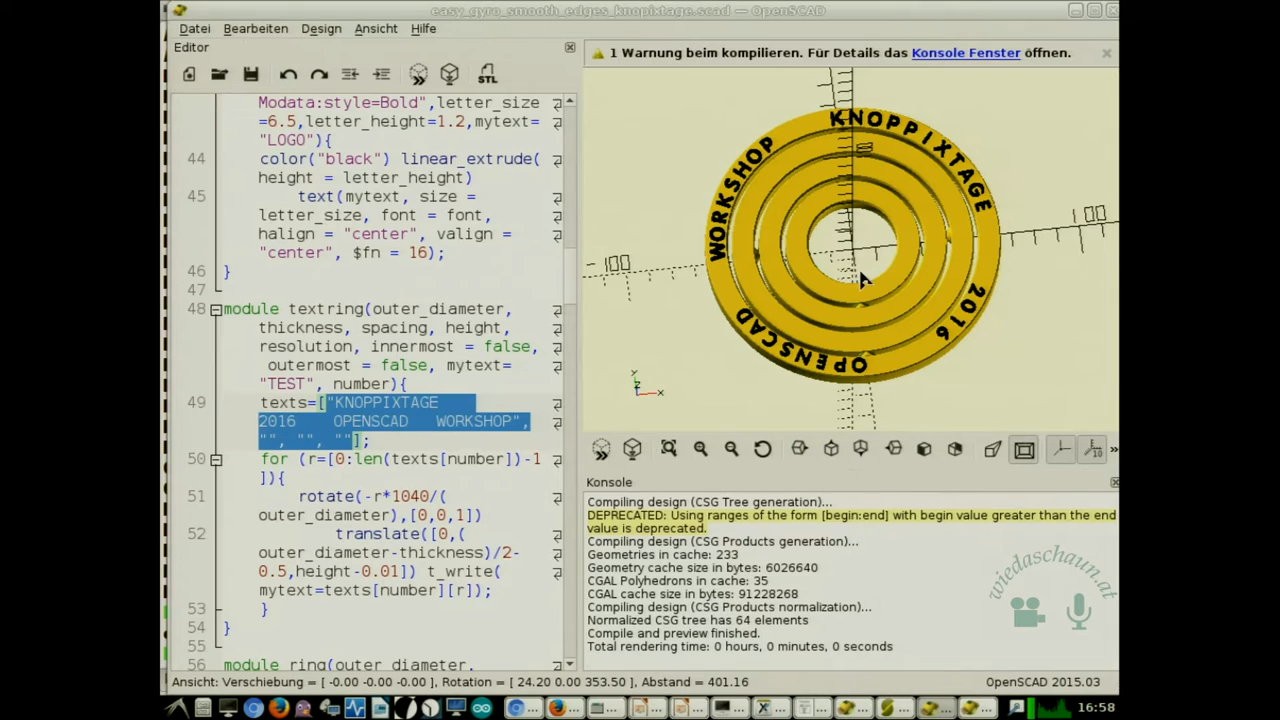 easy_gyro_smooth_edges_knopixtage.scad — OpenSCAD
Datei Bearbeiten Design Ansicht Hilfe
Editor
STL
Modata:style=Bold",letter_size
=6.5,letter_height=1.2,mytext=
"LOGO"){
44 color("black") linear_extrude(
height = letter_height)
45 text(mytext, size =
letter_size, font = font,
halign = "center", valign =
"center", $fn = 16);
46 }
47
48 module textring(outer_diameter,
thickness, spacing, height,
resolution, innermost = false,
outermost = false, mytext=
"TEST", number){
49 texts=["KNOPPIXTAGE
2016 OPENSCAD WORKSHOP",
"", "", ""];
50 for (r=[0:len(texts[number])-1
]){
51 rotate(-r*1040/(
outer_diameter),[0,0,1])
52 translate([0,(
outer_diameter-thickness)/2-
0.5,height-0.01]) t_write(
mytext=texts[number][r]);
53 }
54 }
55
56 module ring(outer_diameter,
1 Warnung beim kompilieren. Für Details das Konsole Fenster öffnen.
KNOPPIXTAGE
2016
OPENSCAD
WORKSHOP
-100
100
y
z
x
10
»
Konsole
Compiling design (CSG Tree generation)...
DEPRECATED: Using ranges of the form [begin:end] with begin value greater than the end
value is deprecated.
Compiling design (CSG Products generation)...
Geometries in cache: 233
Geometry cache size in bytes: 6026640
CGAL Polyhedrons in cache: 35
CGAL cache size in bytes: 91228268
Compiling design (CSG Products normalization)...
Normalized CSG tree has 64 elements
Compile and preview finished.
Total rendering time: 0 hours, 0 minutes, 0 seconds
wiedaschaun.at
Ansicht: Verschiebung = [ -0.00 -0.00 -0.00 ], Rotation = [ 24.20 0.00 353.50 ], Abstand = 401.16
OpenSCAD 2015.03
16:58